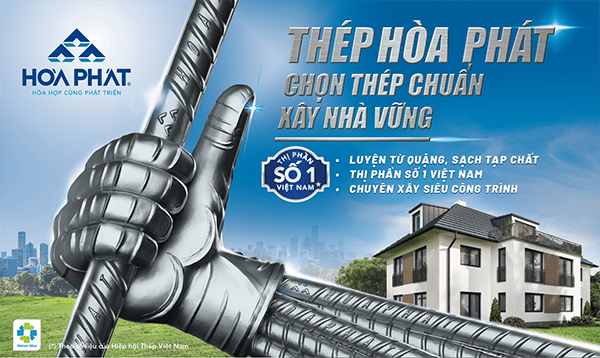 HÒA PHÁT®
HÒA HỢP CÙNG PHÁT TRIỂN
THÉP HÒA PHÁT
CHỌN THÉP CHUẨN
XÂY NHÀ VỮNG
THỊ PHẦN
SỐ 1
VIỆT NAM*
• LUYỆN TỪ QUẶNG, SẠCH TẠP CHẤT
• THỊ PHẦN SỐ 1 VIỆT NAM
• CHUYÊN XÂY SIÊU CÔNG TRÌNH
(*) Theo số liệu của Hiệp hội Thép Việt Nam